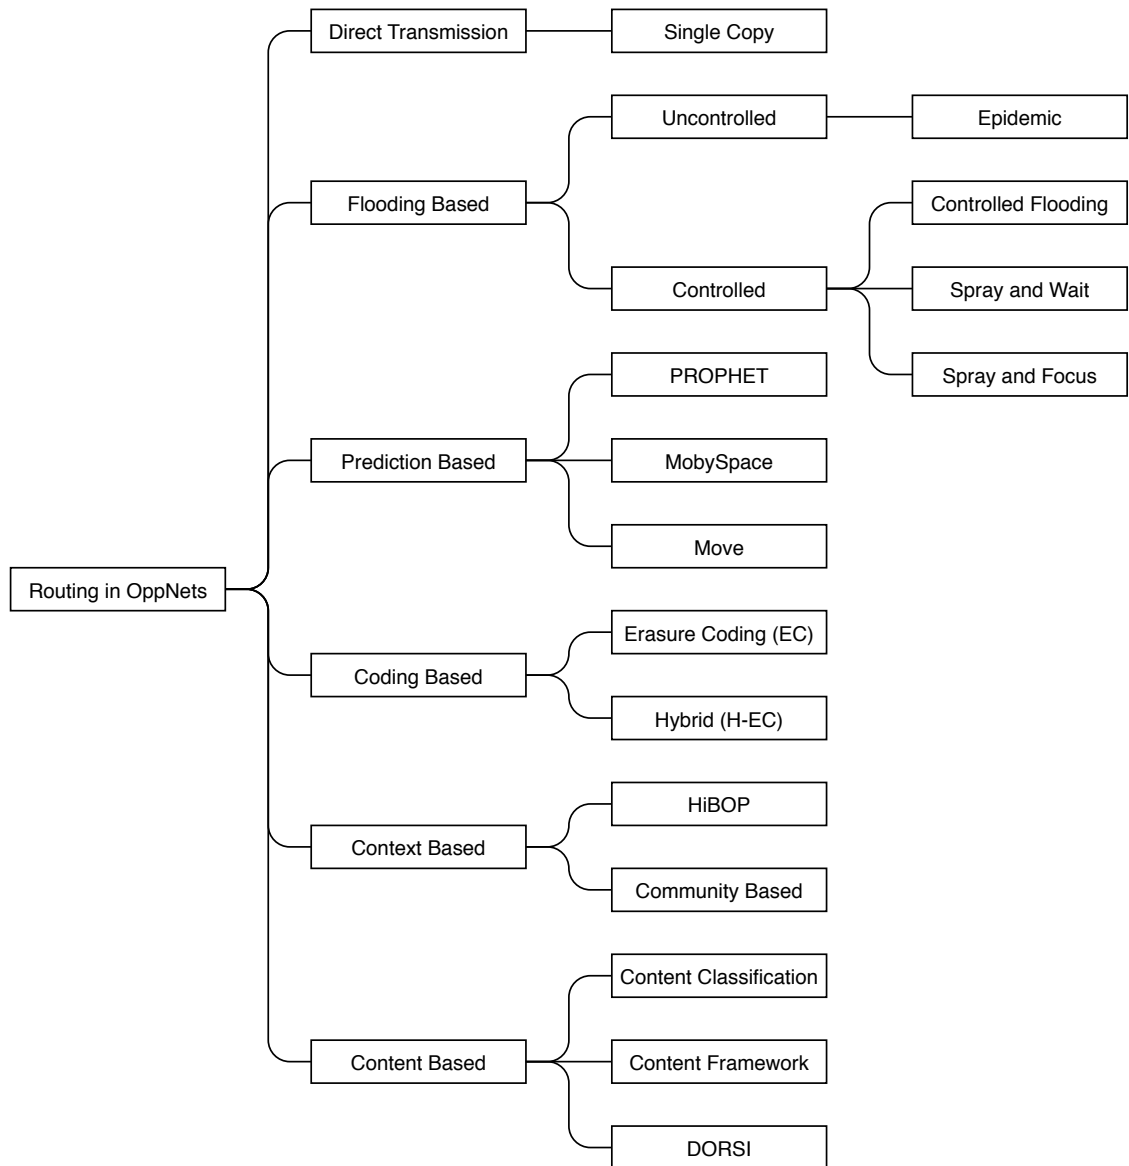 Direct Transmission
Single Copy
Uncontrolled
Epidemic
Flooding Based
Controlled Flooding
Controlled
Spray and Wait
PROPHET
Spray and Focus
Prediction Based
MobySpace
Move
Routing in OppNets
Erasure Coding (EC)
Coding Based
Hybrid (H-EC)
HiBOP
Context Based
Community Based
Content Classification
Content Based
Content Framework
DORSI